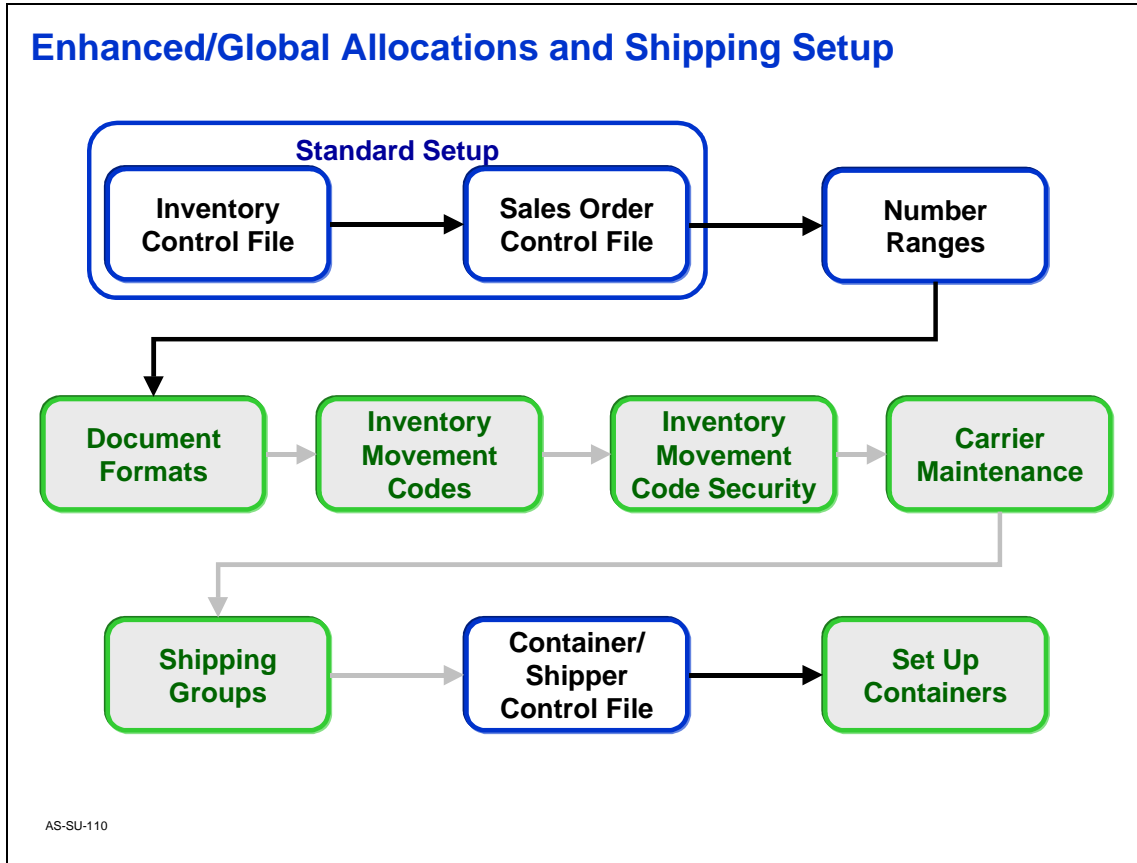 Enhanced/Global Allocations and Shipping Setup
Standard Setup
Inventory
Control File
Sales Order
Control File
Number
Ranges
Document
Formats
Inventory
Movement
Codes
Inventory
Movement
Code Security
Carrier
Maintenance
Shipping
Groups
Container/
Shipper
Control File
Set Up
Containers
AS-SU-110